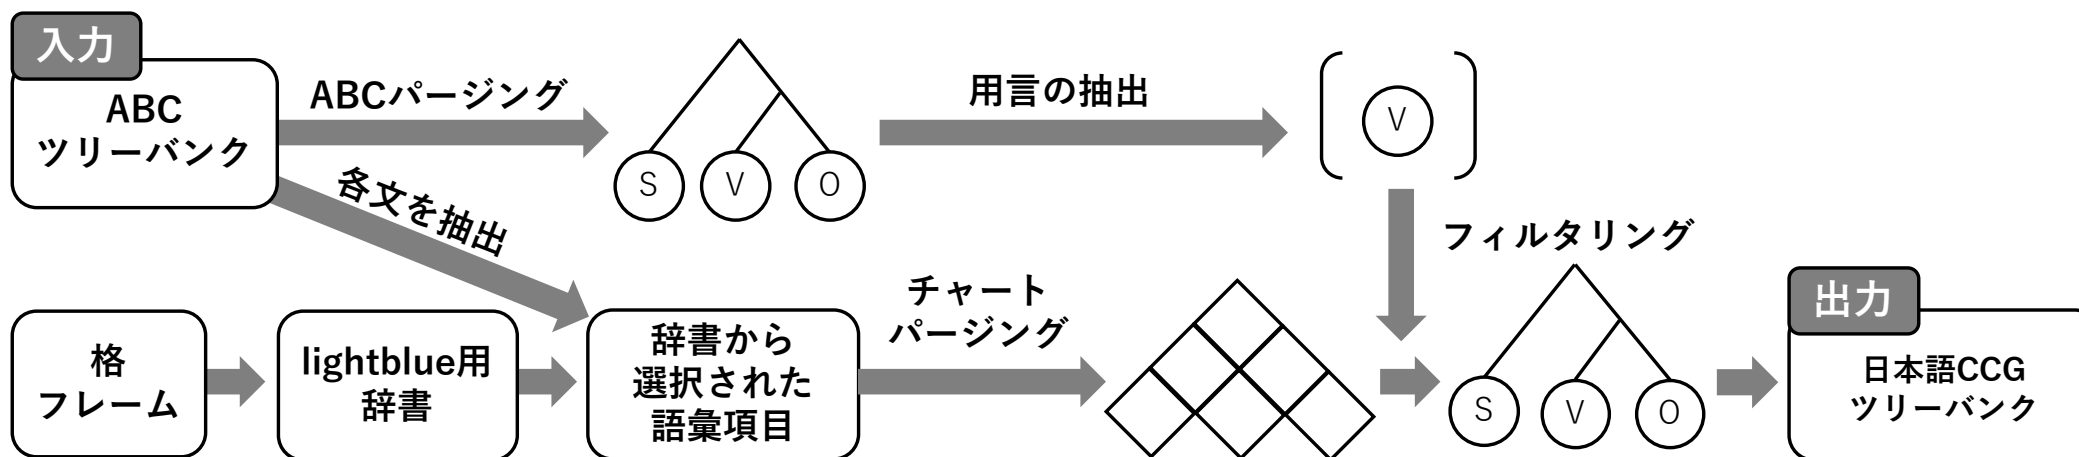 入力
ABC
ツリーバンク
ABCパージング
S
V
O
用言の抽出
V
各文を抽出
フィルタリング
格
フレーム
lightblue用
辞書
辞書から
選択された
語彙項目
チャート
パージング
S
V
O
出力
日本語CCG
ツリーバンク